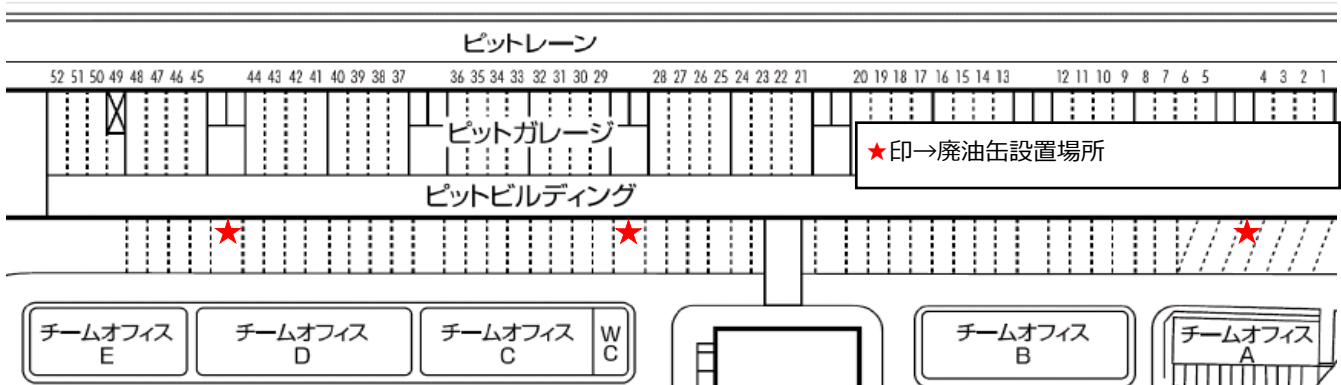 ピットレーン
52 51 50 49 48 47 46 45 44 43 42 41 40 39 38 37 36 35 34 33 32 31 30 29 28 27 26 25 24 23 22 21 20 19 18 17 16 15 14 13 12 11 10 9 8 7 6 5 4 3 2 1
ピットガレージ
★印→廃油缶設置場所
ピットビルディング
チームオフィス
E
チームオフィス
D
チームオフィス
C
WC
チームオフィス
B
チームオフィス
A